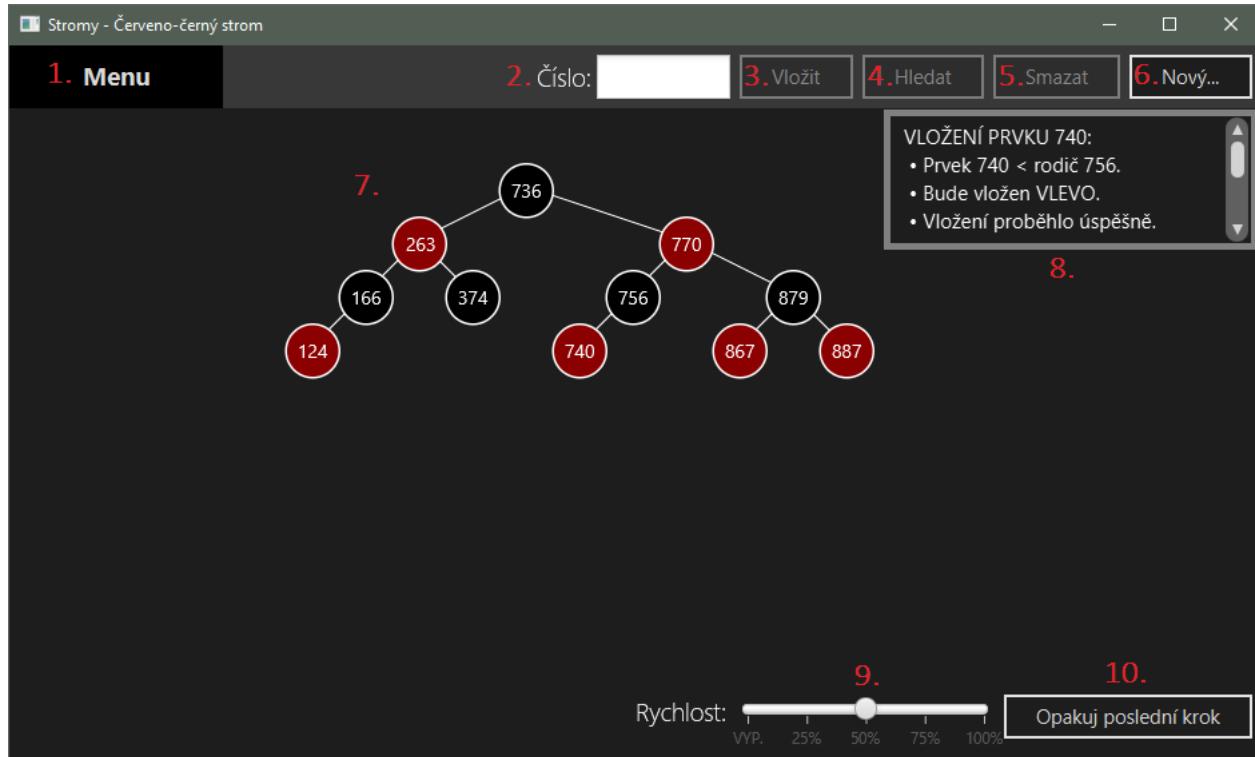 Stromy - Červeno-černý strom
1. Menu
2. Číslo:
3. Vložit
4. Hledat
5. Smazat
6. Nový...
VLOŽENÍ PRVKU 740:
• Prvek 740 < rodič 756.
• Bude vložen VLEVO.
• Vložení proběhlo úspěšně.
8.
7.
736
263 770
166 374 756 879
124 740 867 887
9.
10.
Rychlost:
VYP. 25% 50% 75% 100%
Opakuj poslední krok